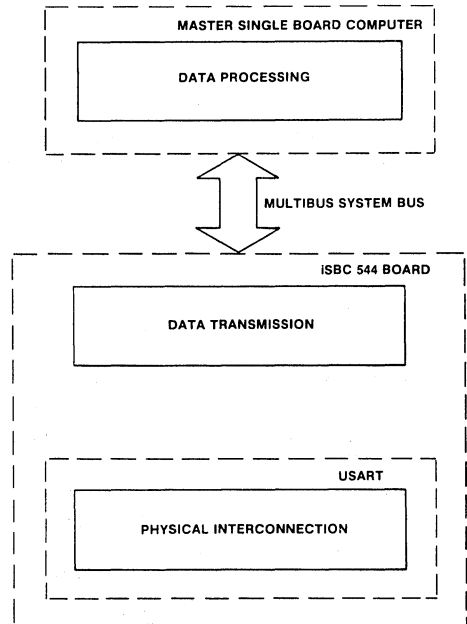 MASTER SINGLE BOARD COMPUTER
DATA PROCESSING
MULTIBUS SYSTEM BUS
iSBC 544 BOARD
DATA TRANSMISSION
USART
PHYSICAL INTERCONNECTION